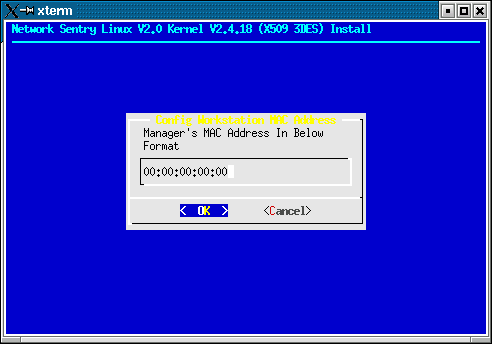 xterm
Network Sentry Linux V2.0 Kernel V2.4.18 (X509 3DES) Install
Config Workstation MAC Address
Manager's MAC Address In Below
Format
00:00:00:00:00
< OK > <Cancel>